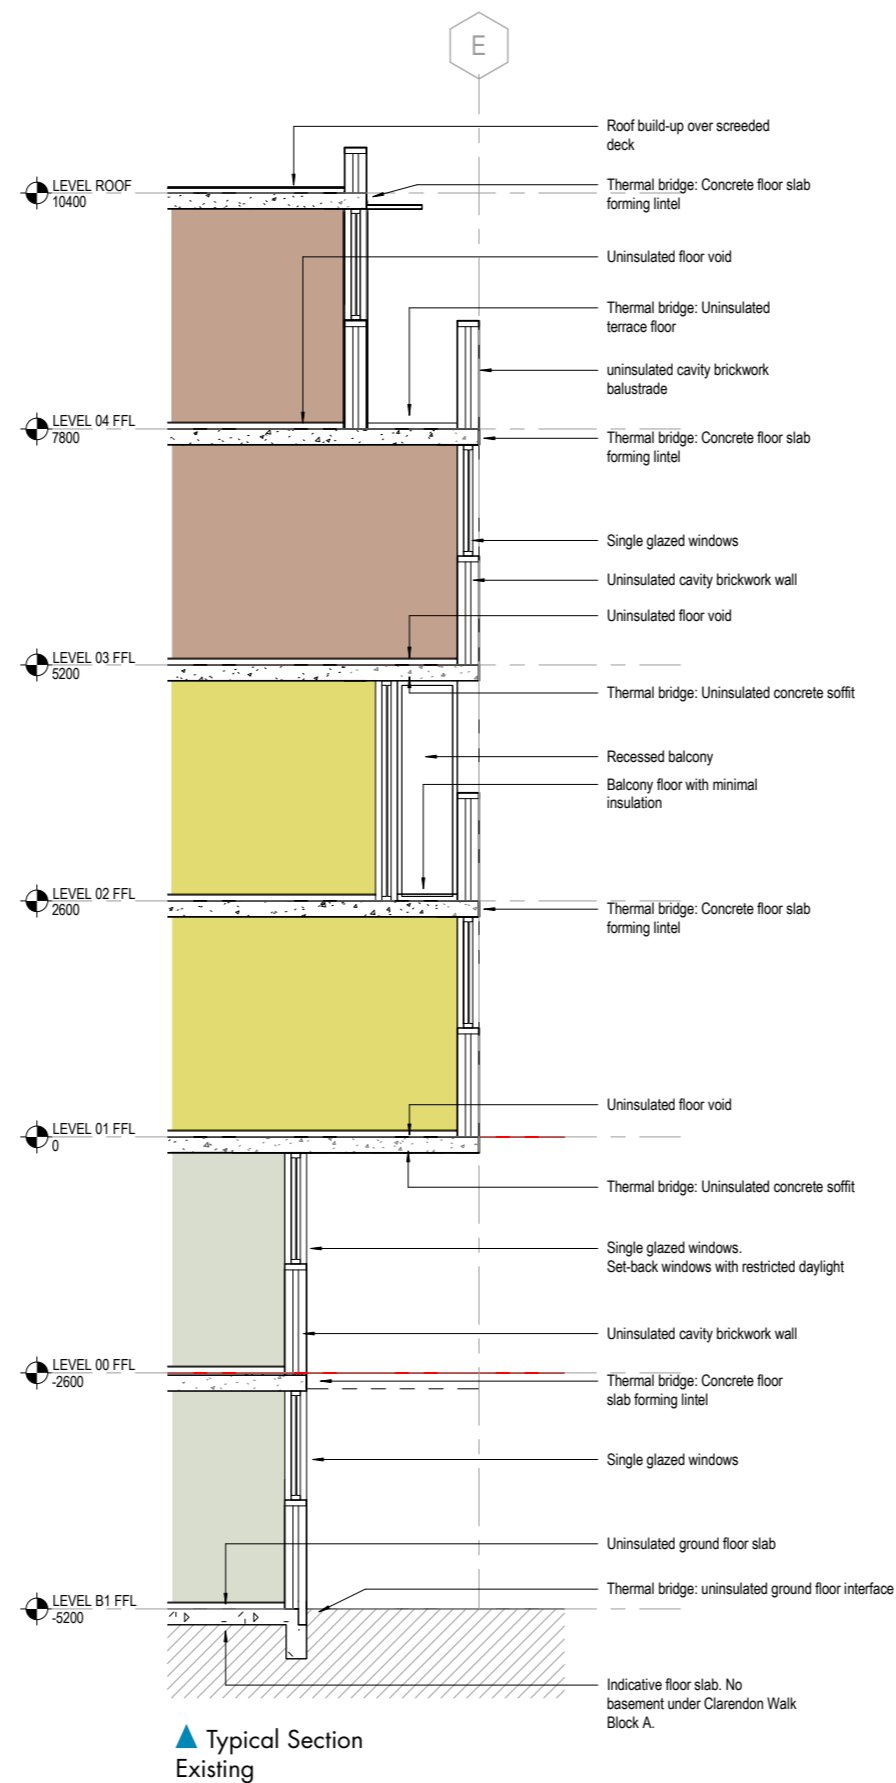 E
Roof build-up over screeded
deck
LEVEL ROOF
10400
Thermal bridge: Concrete floor slab
forming lintel
Uninsulated floor void
Thermal bridge: Uninsulated
terrace floor
uninsulated cavity brickwork
balustrade
LEVEL 04 FFL
7800
Thermal bridge: Concrete floor slab
forming lintel
Single glazed windows
Uninsulated cavity brickwork wall
Uninsulated floor void
LEVEL 03 FFL
5200
Thermal bridge: Uninsulated concrete soffit
Recessed balcony
Balcony floor with minimal
insulation
LEVEL 02 FFL
2600
Thermal bridge: Concrete floor slab
forming lintel
Uninsulated floor void
LEVEL 01 FFL
0
Thermal bridge: Uninsulated concrete soffit
Single glazed windows.
Set-back windows with restricted daylight
Uninsulated cavity brickwork wall
LEVEL 00 FFL
-2600
Thermal bridge: Concrete floor
slab forming lintel
Single glazed windows
Uninsulated ground floor slab
Thermal bridge: uninsulated ground floor interface
LEVEL B1 FFL
-5200
Indicative floor slab. No
basement under Clarendon Walk
Block A.
Typical Section
Existing